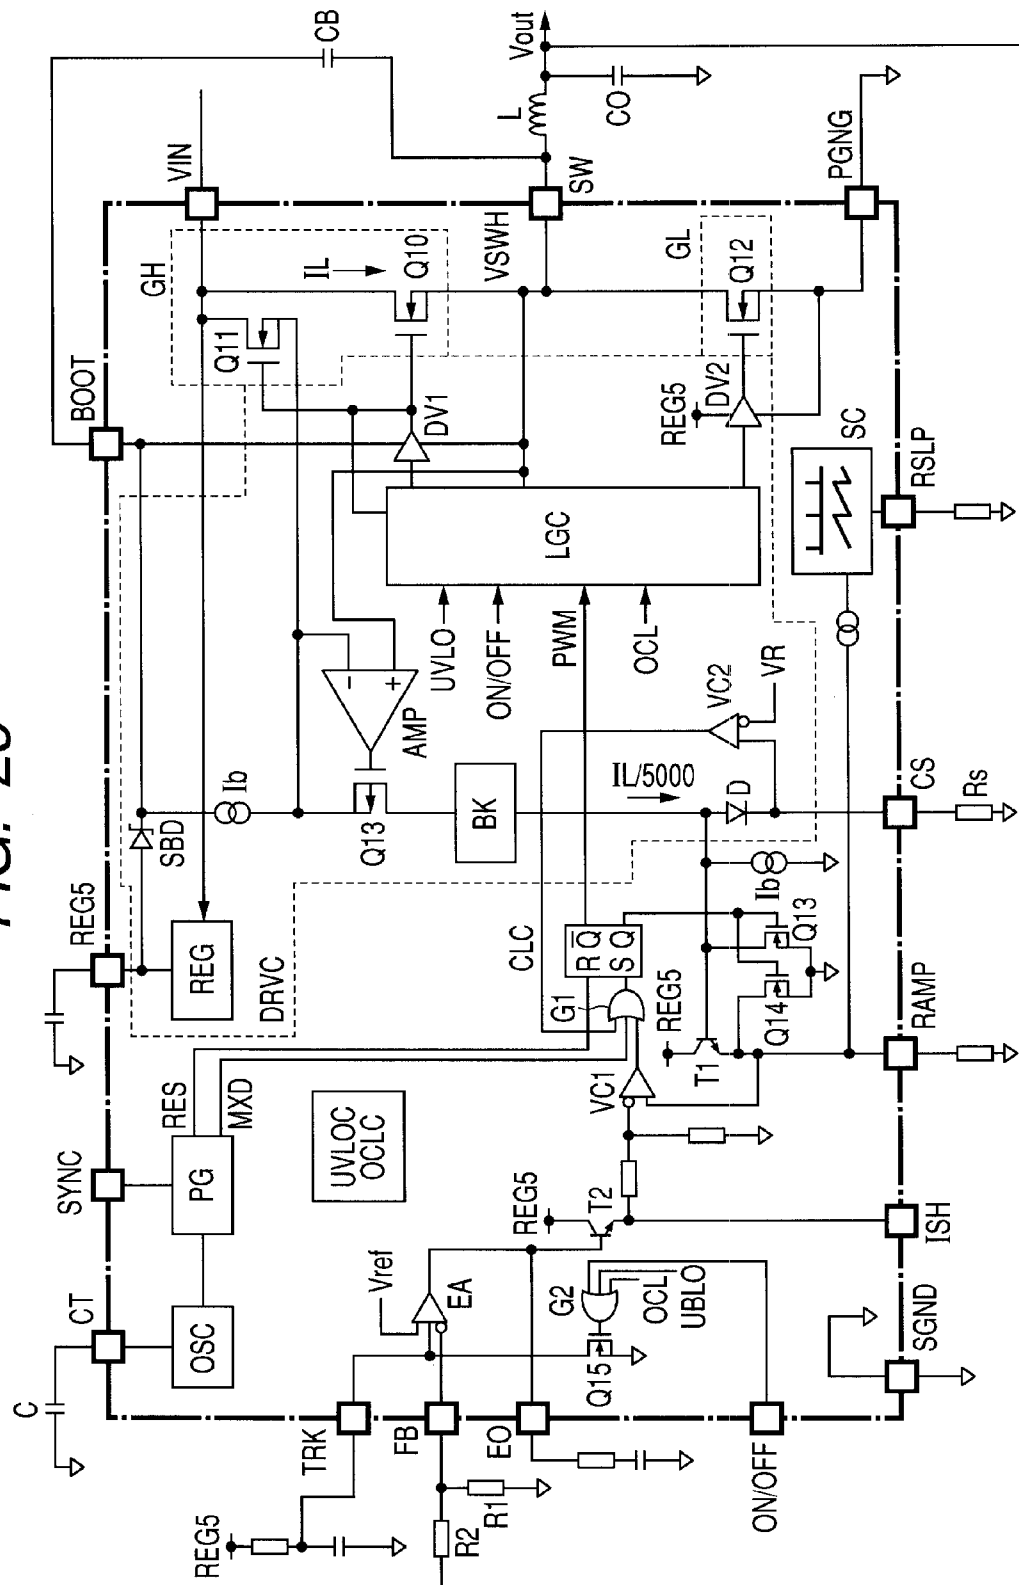 C
CT
SYNC
REG5
BOOT
CB
OSC
PG
RES
MXD
REG
SBD
Ib
Q11
GH
VIN
REG5
TRK
DRVC
IL
Q10
UVLOC
OCLC
Q13
AMP
DV1
FB
Vref
EA
BK
UVLO
ON/OFF
LGC
VSWH
Vout
L
R2
R1
EO
REG5
T2
G2
Q15
OCL
UBLO
VC1
G1
CLC
R Q̅
S Q
PWM
OCL
SW
CO
REG5
T1
IL/5000
VC2
REG5
DV2
GL
Q12
ON/OFF
D
VR
Q14
Q13
Ib
SC
PGNG
SGND
ISH
RAMP
CS
RSLP
Rs